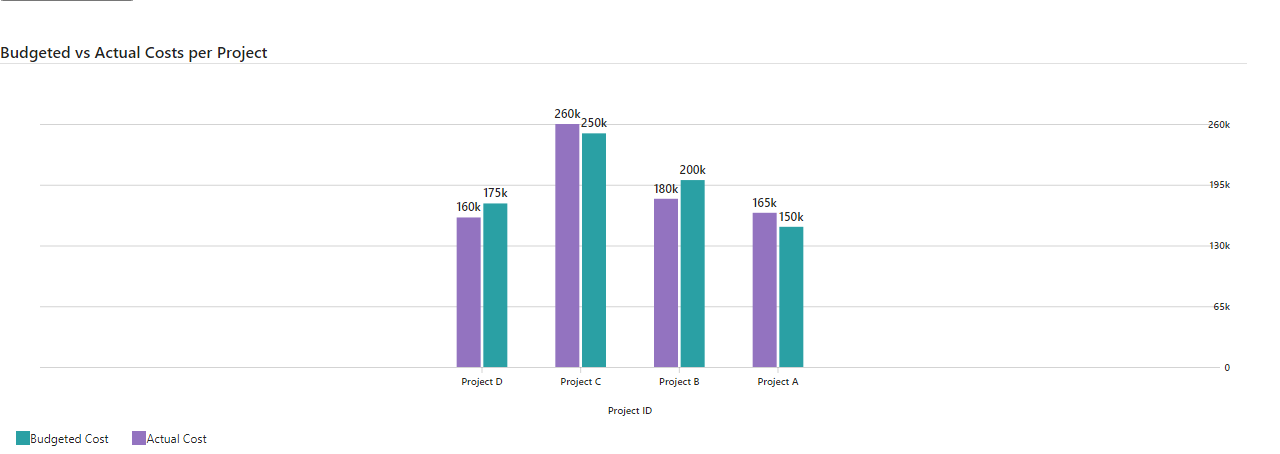 Budgeted vs Actual Costs per Project
260k
250k
260k
200k
175k
180k
195k
160k
165k
150k
130k
65k
0
Project D
Project C
Project B
Project A
Project ID
Budgeted Cost
Actual Cost